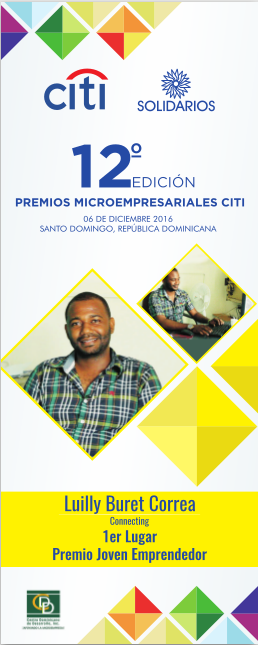 citi
SOLIDARIOS
12º
EDICIÓN
PREMIOS MICROEMPRESARIALES CITI
06 DE DICIEMBRE 2016
SANTO DOMINGO, REPÚBLICA DOMINICANA
Luilly Buret Correa
Connecting
1er Lugar
Premio Joven Emprendedor